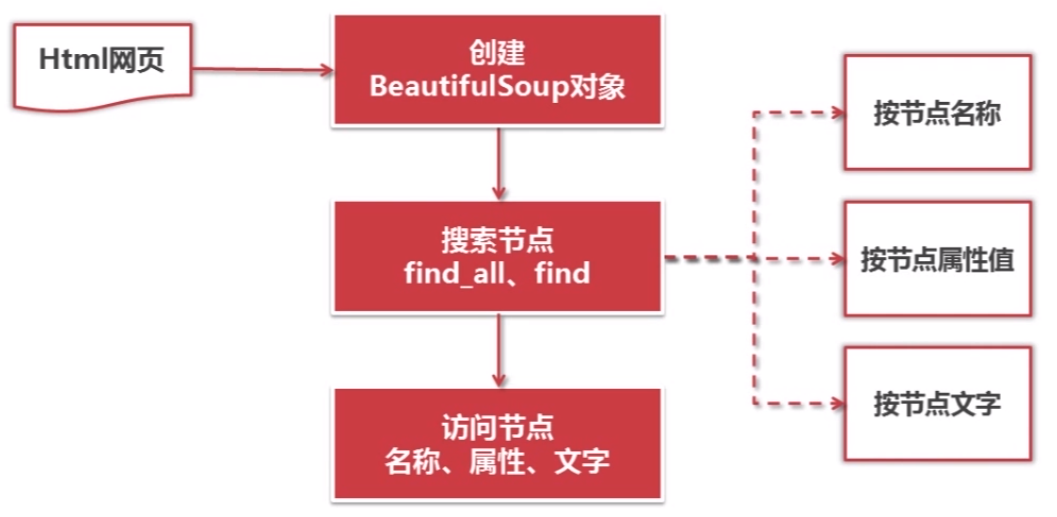 Html网页
创建
BeautifulSoup对象
搜索节点
find_all、find
访问节点
名称、属性、文字
按节点名称
按节点属性值
按节点文字